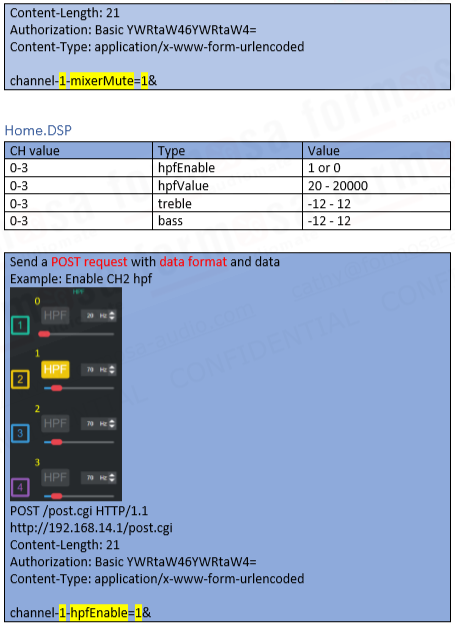 Content-Length: 21
Authorization: Basic YWRtaW46YWRtaW4=
Content-Type: application/x-www-form-urlencoded
channel-1-mixerMute=1&
Home.DSP
CH value Type Value
0-3 hpfEnable 1 or 0
0-3 hpfValue 20 - 20000
0-3 treble -12 - 12
0-3 bass -12 - 12
Send a POST request with data format and data
Example: Enable CH2 hpf
HPF
0
1 HPF 20 Hz
1
2 HPF 70 Hz
2
3 HPF 70 Hz
3
4 HPF 70 Hz
POST /post.cgi HTTP/1.1
http://192.168.14.1/post.cgi
Content-Length: 21
Authorization: Basic YWRtaW46YWRtaW4=
Content-Type: application/x-www-form-urlencoded
channel-1-hpfEnable=1&